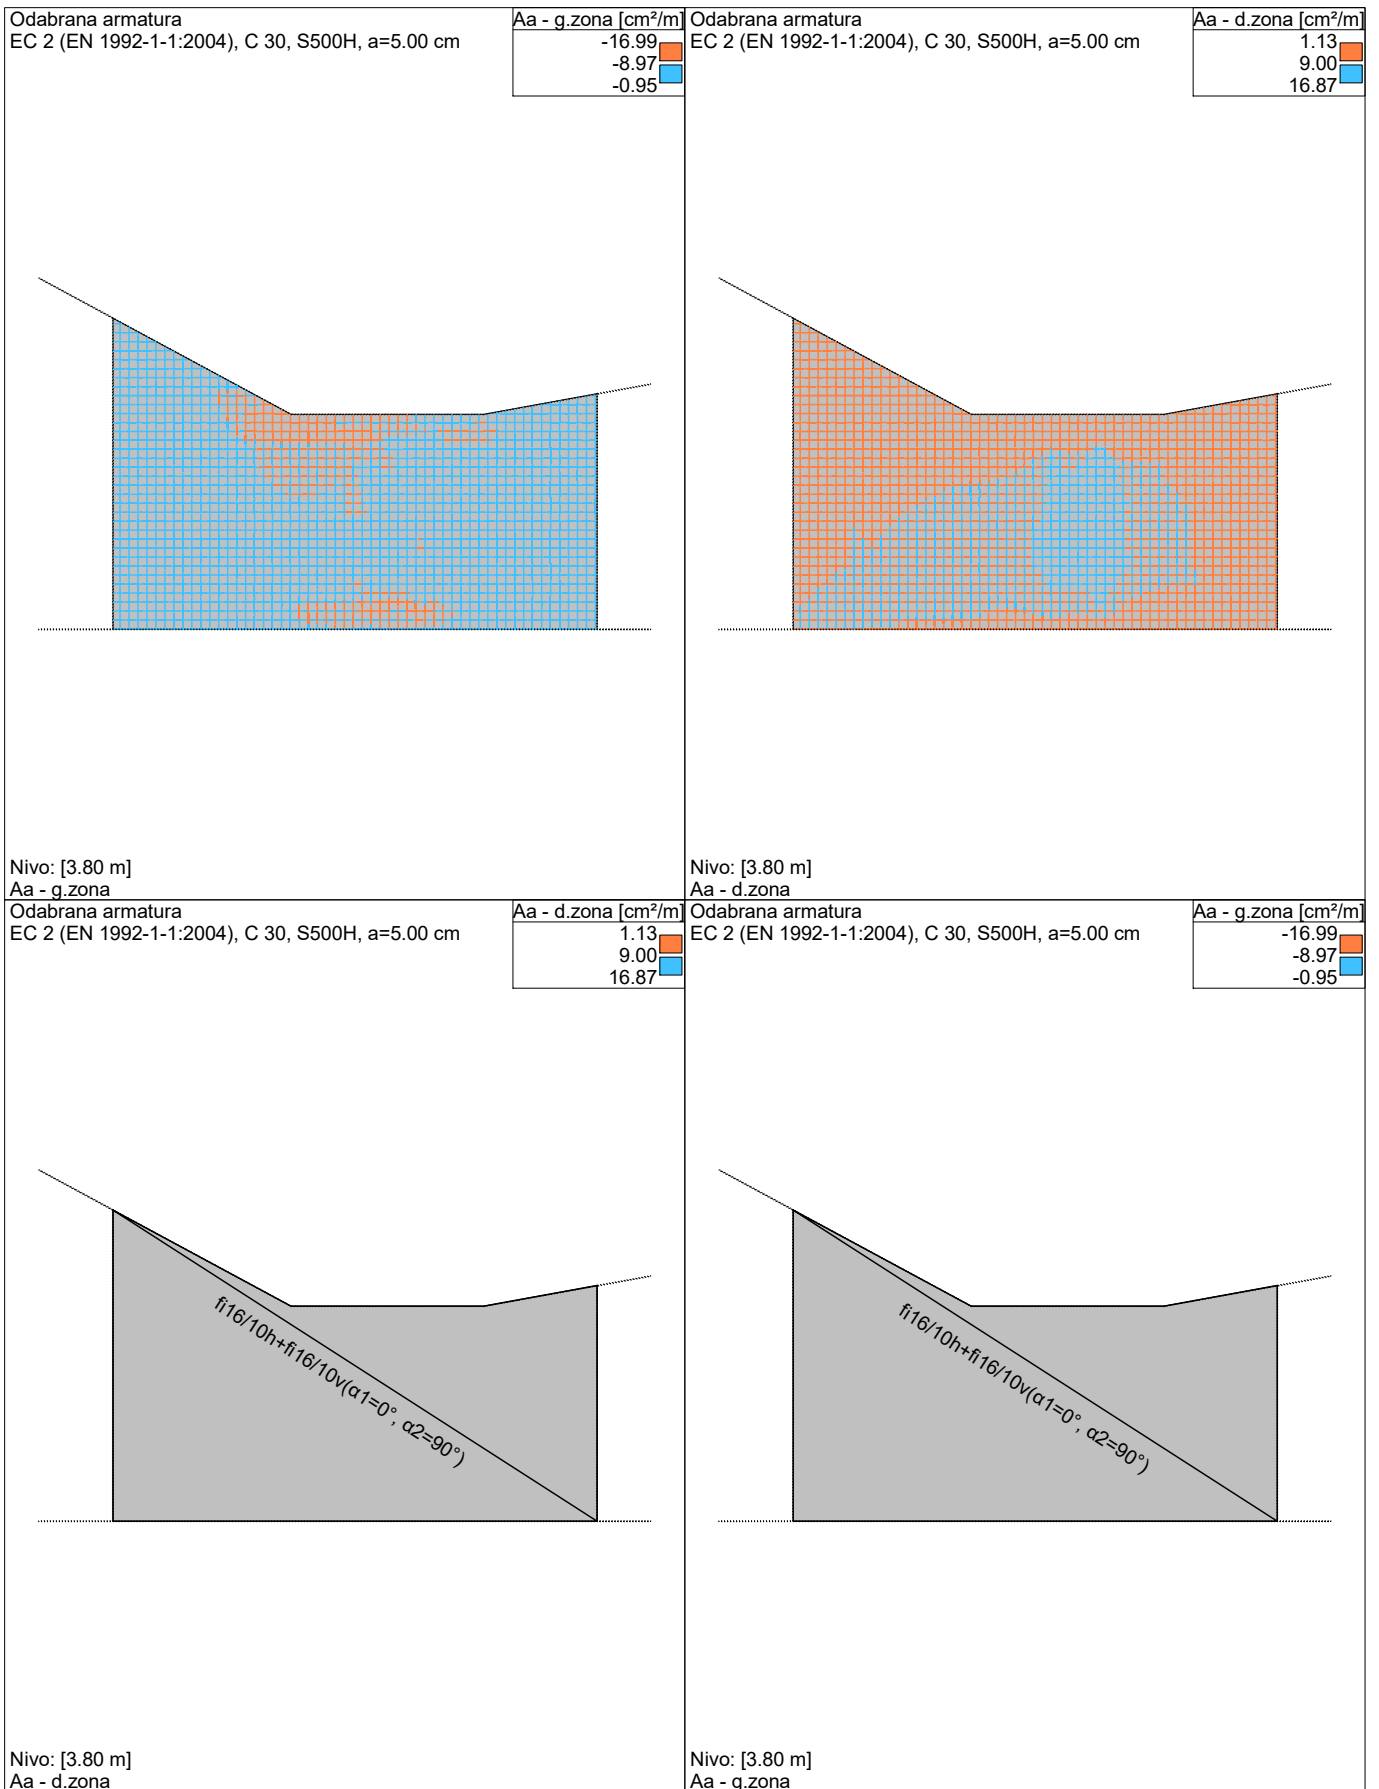 Odabrana armatura
EC 2 (EN 1992-1-1:2004), C 30, S500H, a=5.00 cm
Aa - g.zona [cm²/m]
-16.99
-8.97
-0.95
Nivo: [3.80 m]
Aa - g.zona
Odabrana armatura
EC 2 (EN 1992-1-1:2004), C 30, S500H, a=5.00 cm
Aa - d.zona [cm²/m]
1.13
9.00
16.87
Nivo: [3.80 m]
Aa - d.zona
Odabrana armatura
EC 2 (EN 1992-1-1:2004), C 30, S500H, a=5.00 cm
Aa - d.zona [cm²/m]
1.13
9.00
16.87
fi16/10h+fi16/10v(α1=0°, α2=90°)
Nivo: [3.80 m]
Aa - d.zona
Odabrana armatura
EC 2 (EN 1992-1-1:2004), C 30, S500H, a=5.00 cm
Aa - g.zona [cm²/m]
-16.99
-8.97
-0.95
fi16/10h+fi16/10v(α1=0°, α2=90°)
Nivo: [3.80 m]
Aa - g.zona